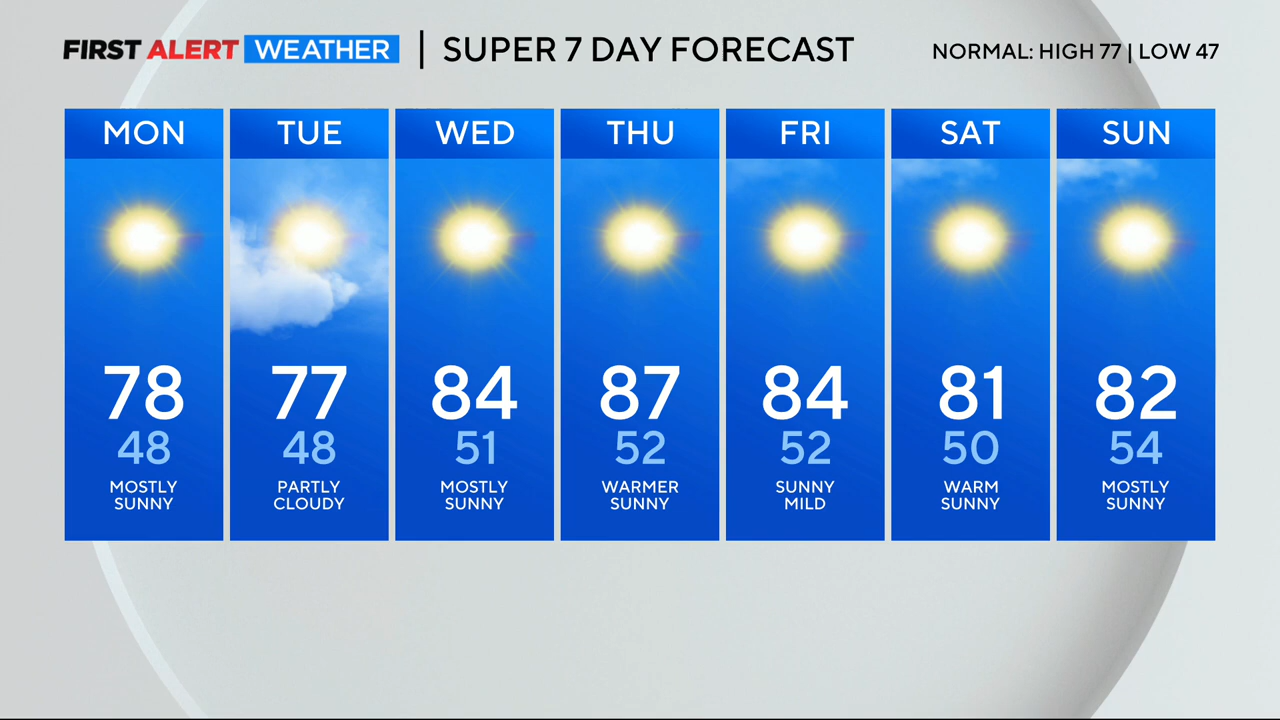 FIRST ALERT WEATHER | SUPER 7 DAY FORECAST
NORMAL: HIGH 77 | LOW 47
MON
78
48
MOSTLY
SUNNY
TUE
77
48
PARTLY
CLOUDY
WED
84
51
MOSTLY
SUNNY
THU
87
52
WARMER
SUNNY
FRI
84
52
SUNNY
MILD
SAT
81
50
WARM
SUNNY
SUN
82
54
MOSTLY
SUNNY